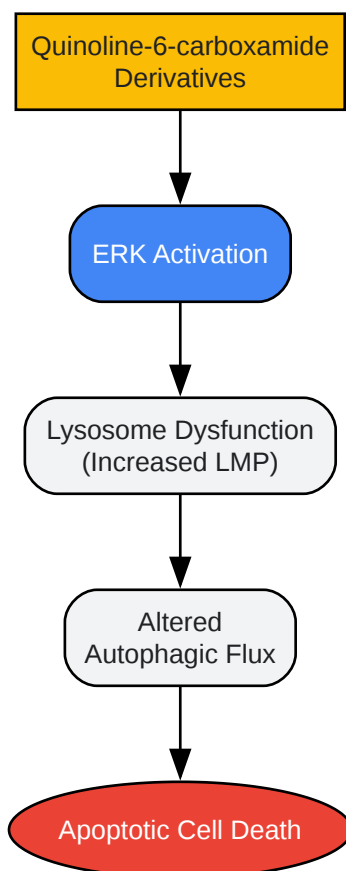 Quinoline-6-carboxamide
Derivatives
ERK Activation
Lysosome Dysfunction
(Increased LMP)
Altered
Autophagic Flux
Apoptotic Cell Death